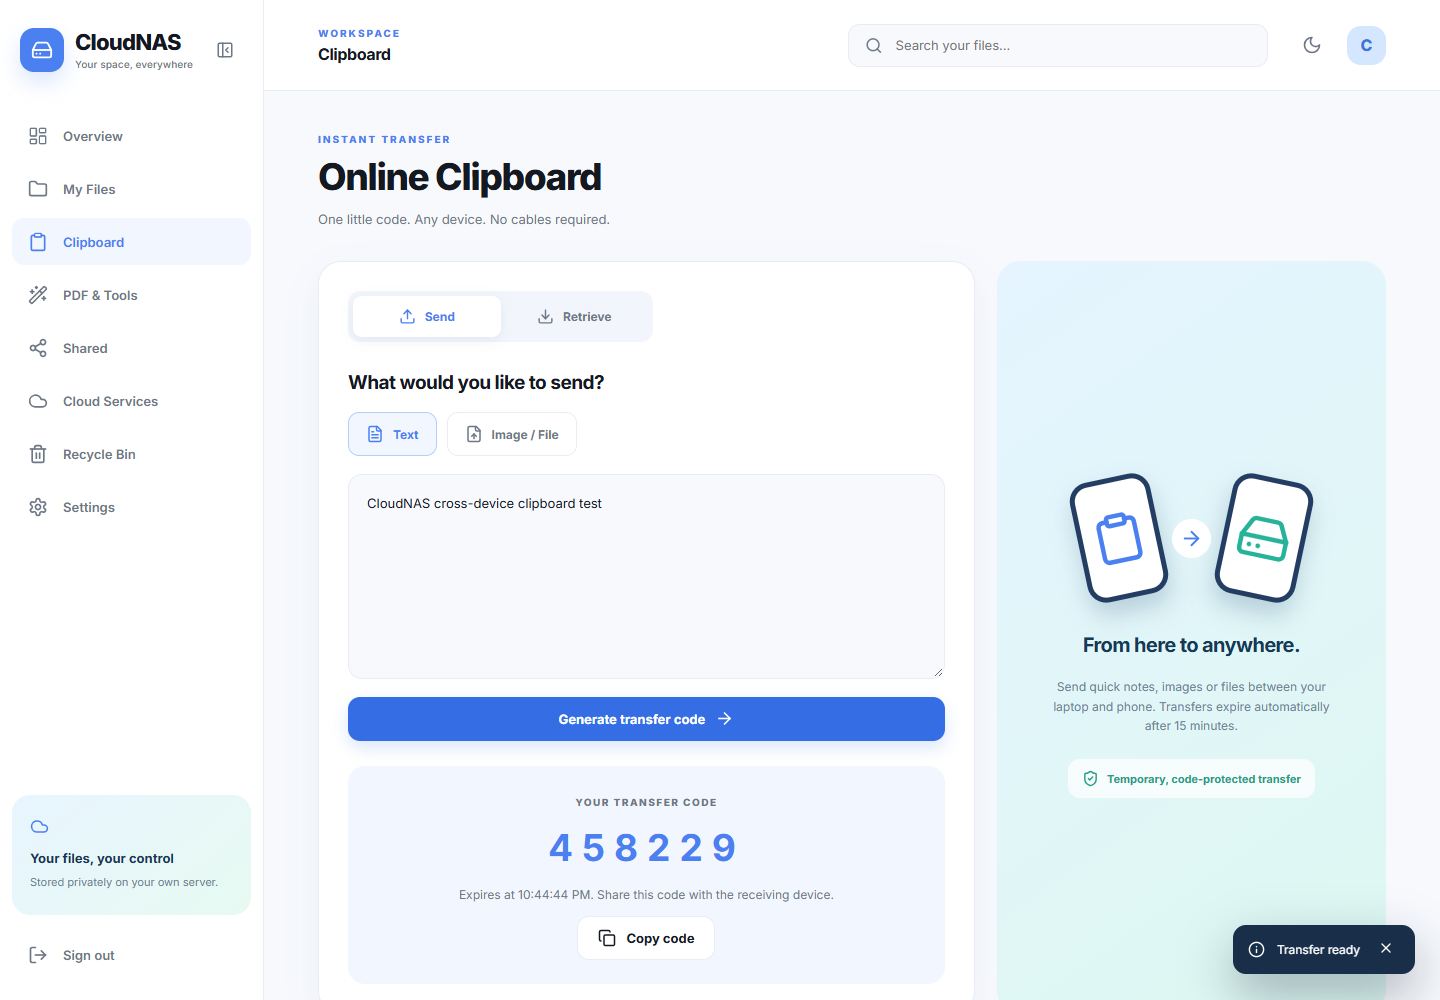 CloudNAS
Your space, everywhere
Overview
My Files
Clipboard
PDF & Tools
Shared
Cloud Services
Recycle Bin
Settings
Your files, your control
Stored privately on your own server.
Sign out
WORKSPACE
Clipboard
Search your files...
C
INSTANT TRANSFER
Online Clipboard
One little code. Any device. No cables required.
Send
Retrieve
What would you like to send?
Text
Image / File
CloudNAS cross-device clipboard test
Generate transfer code
YOUR TRANSFER CODE
458229
Expires at 10:44:44 PM. Share this code with the receiving device.
Copy code
From here to anywhere.
Send quick notes, images or files between your
laptop and phone. Transfers expire automatically
after 15 minutes.
Temporary, code-protected transfer
Transfer ready